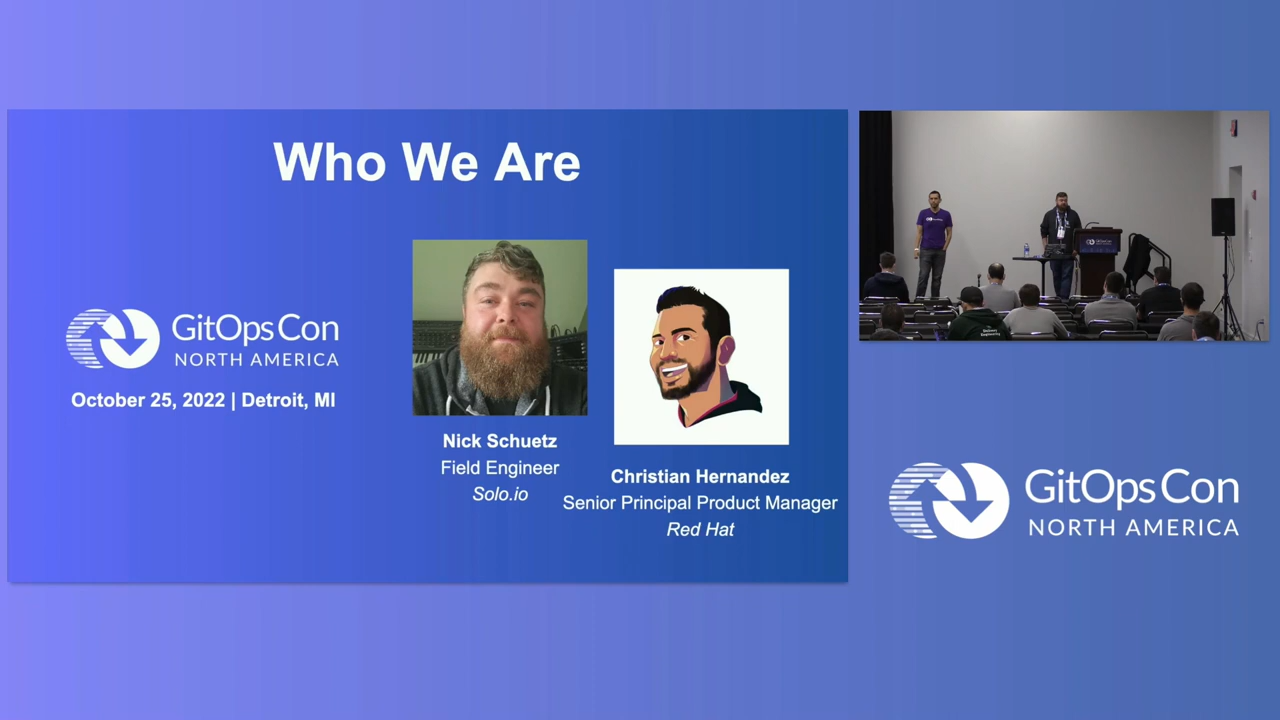 Who We Are
GitOpsCon
NORTH AMERICA
October 25, 2022 | Detroit, MI
Nick Schuetz
Field Engineer
Solo.io
Christian Hernandez
Senior Principal Product Manager
Red Hat
GitOpsCon
NORTH AMERICA